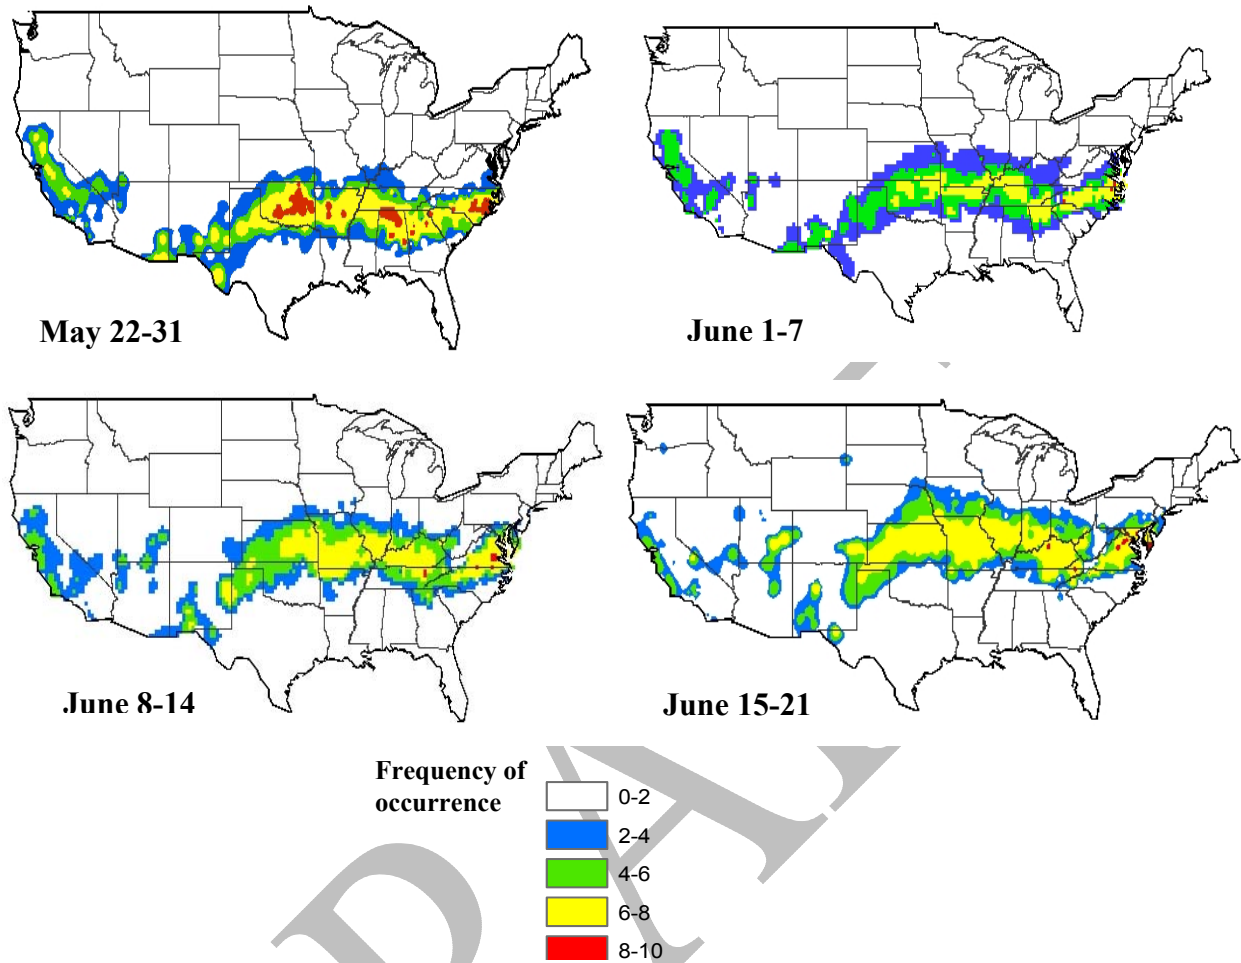 May 22-31
June 1-7
June 8-14
June 15-21
Frequency of
occurrence
0-2
2-4
4-6
6-8
8-10